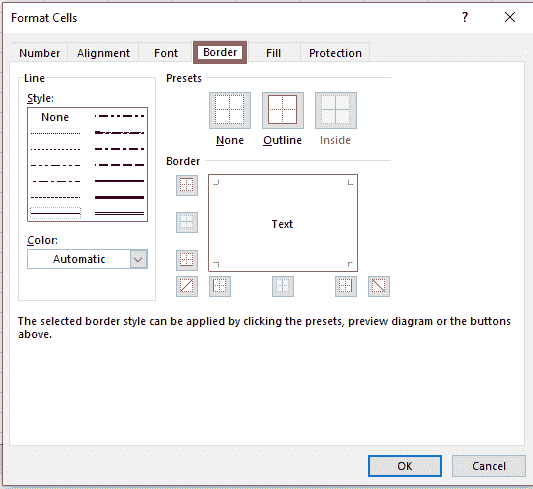 Format Cells
?
Number Alignment Font Border Fill Protection
Line
Style:
None
Color:
Automatic
Presets
None Outline Inside
Border
Text
The selected border style can be applied by clicking the presets, preview diagram or the buttons
above.
OK Cancel